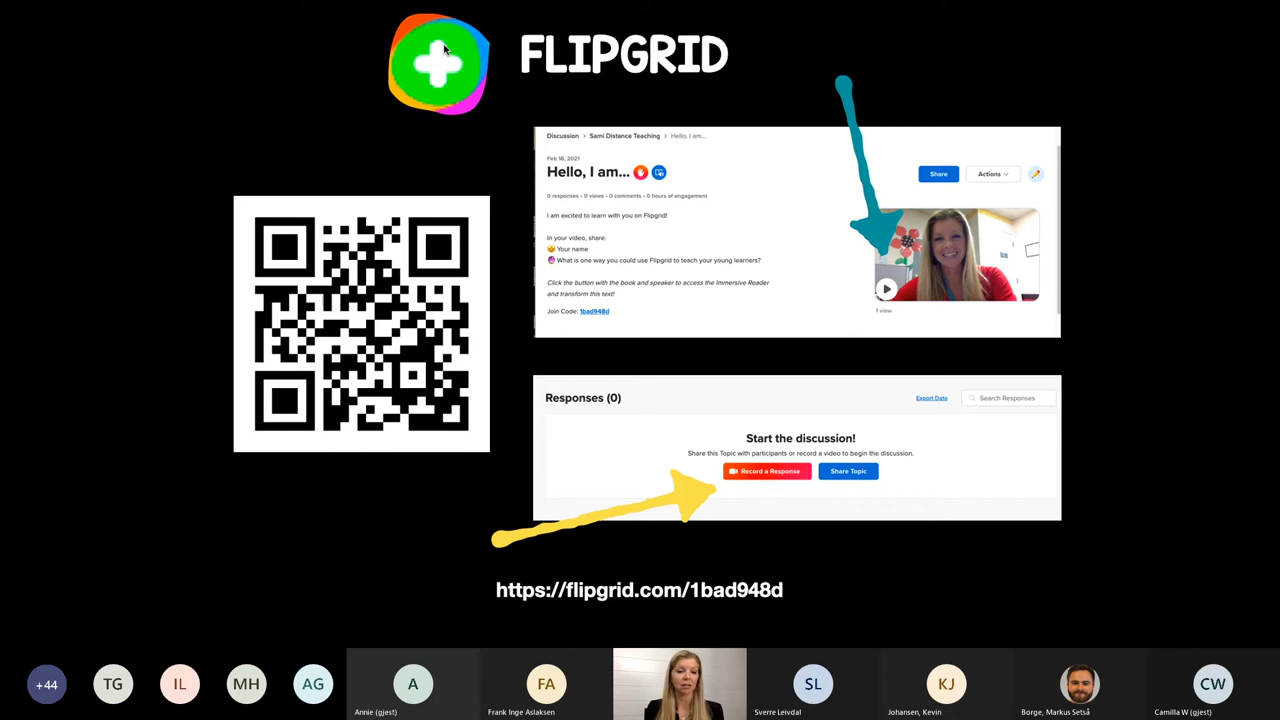 FLIPGRID
Discussion > Sami Distance Teaching > Hello, I am...
Feb 16, 2021
Hello, I am...
Share
Actions
0 responses • 0 views • 0 comments • 0 hours of engagement
I am excited to learn with you on Flipgrid!
In your video, share:
🤩 Your name
🔮 What is one way you could use Flipgrid to teach your young learners?
Click the button with the book and speaker to access the Immersive Reader
and transform this text!
Join Code: 1bad948d
1 view
Responses (0)
Export Data
Search Responses
Start the discussion!
Share this Topic with participants or record a video to begin the discussion.
Record a Response
Share Topic
https://flipgrid.com/1bad948d
+44
TG
IL
MH
AG
A
Annie (gjest)
FA
Frank Inge Aslaksen
SL
Sverre Leivdal
KJ
Johansen, Kevin
Borge, Markus Setså
CW
Camilla W (gjest)